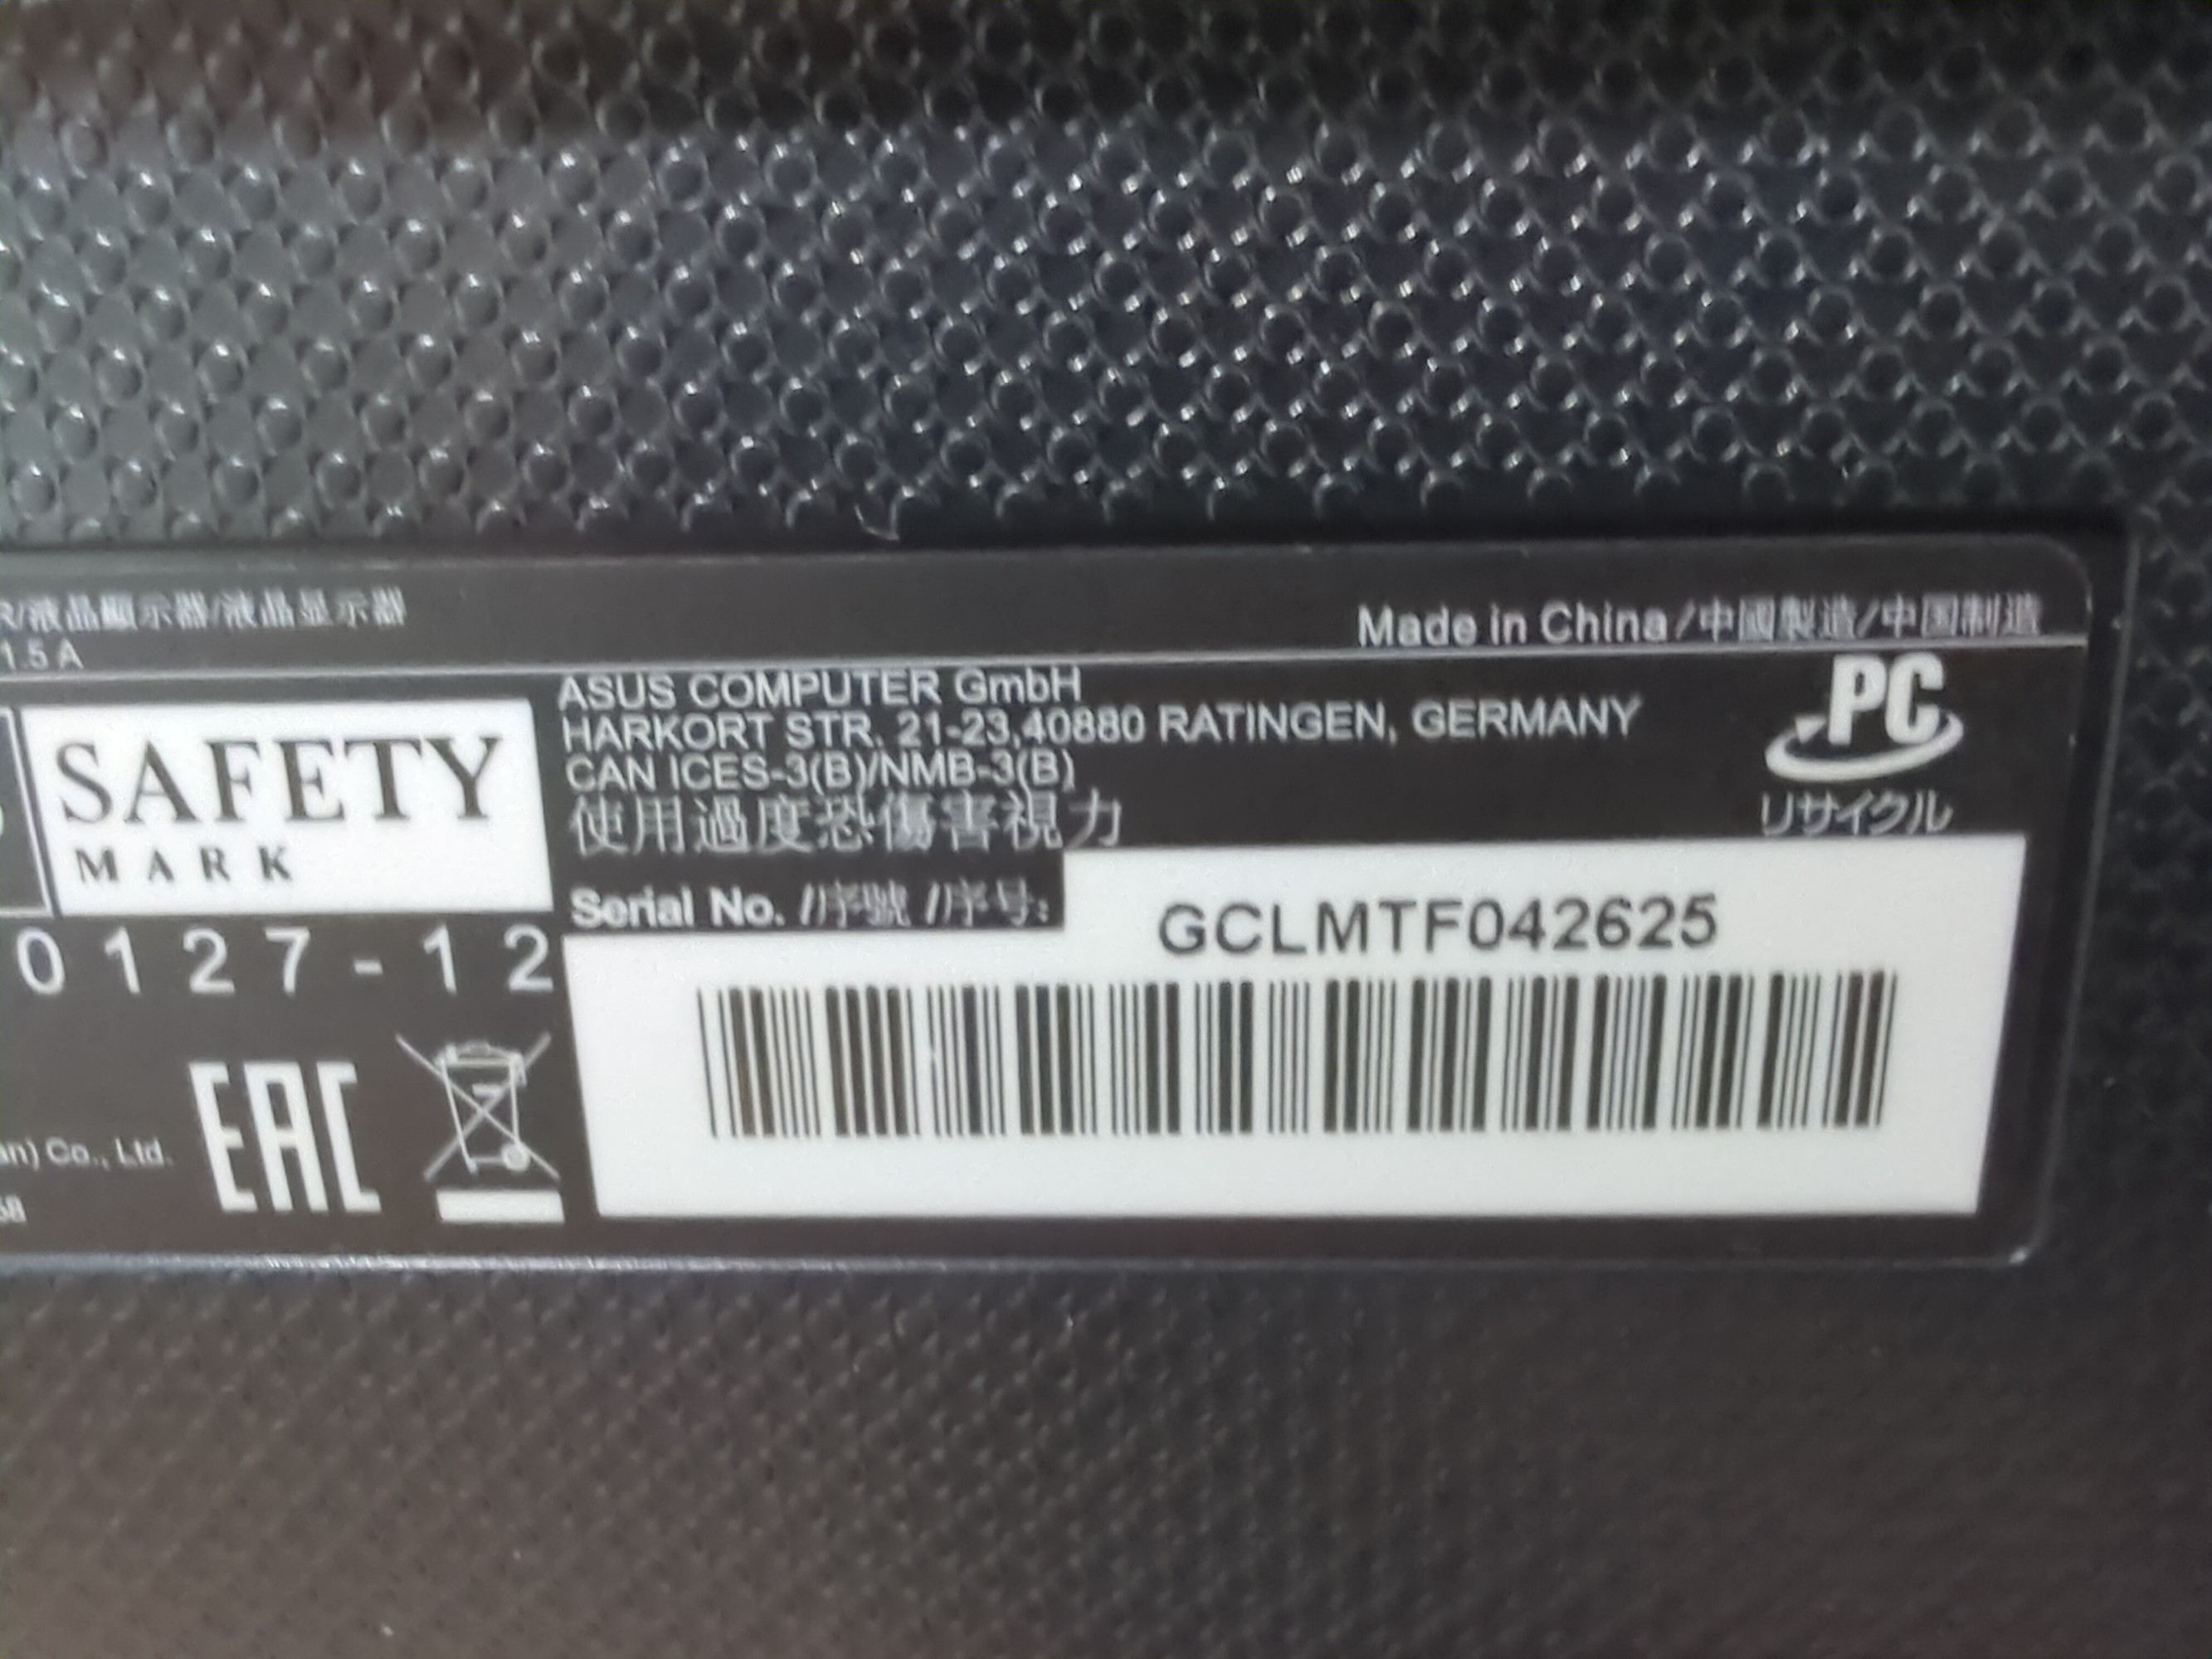 R/液晶顯示器/液晶显示器
1.5 A
Made in China/中國製造/中国制造
ASUS COMPUTER GmbH
HARKORT STR. 21-23,40880 RATINGEN, GERMANY
CAN ICES-3(B)/NMB-3(B)
使用過度恐傷害視力
PC
リサイクル
SAFETY
MARK
Serial No. /序號 /序号:
GCLMTF042625
0127-12
EAC
an) Co., Ltd.
68